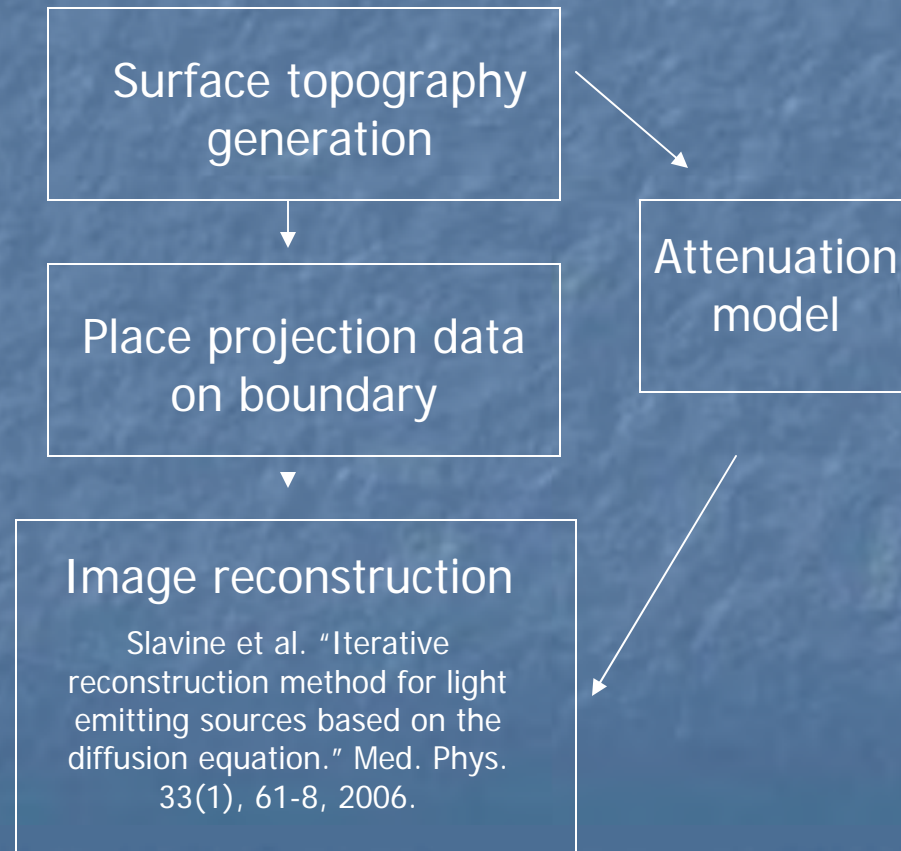 Surface topography
generation
Attenuation
model
Place projection data
on boundary
Image reconstruction
Slavine et al. "Iterative
reconstruction method for light
emitting sources based on the
diffusion equation." Med. Phys.
33(1), 61-8, 2006.